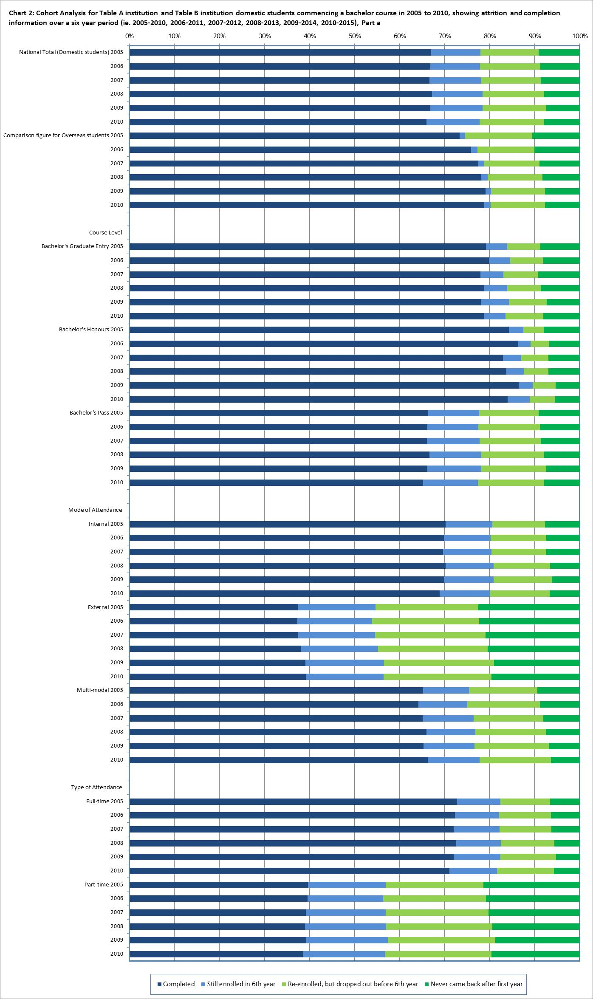 Chart 2: Cohort Analysis for Table A institution and Table B institution domestic students commencing a bachelor course in 2005 to 2010, showing attrition and completion
information over a six year period (ie. 2005-2010, 2006-2011, 2007-2012, 2008-2013, 2009-2014, 2010-2015), Part a
0% 10% 20% 30% 40% 50% 60% 70% 80% 90% 100%
National Total (Domestic students) 2005
2006
2007
2008
2009
2010
Comparison figure for Overseas students 2005
2006
2007
2008
2009
2010
Course Level
Bachelor's Graduate Entry 2005
2006
2007
2008
2009
2010
Bachelor's Honours 2005
2006
2007
2008
2009
2010
Bachelor's Pass 2005
2006
2007
2008
2009
2010
Mode of Attendance
Internal 2005
2006
2007
2008
2009
2010
External 2005
2006
2007
2008
2009
2010
Multi-modal 2005
2006
2007
2008
2009
2010
Type of Attendance
Full-time 2005
2006
2007
2008
2009
2010
Part-time 2005
2006
2007
2008
2009
2010
Completed Still enrolled in 6th year Re-enrolled, but dropped out before 6th year Never came back after first year